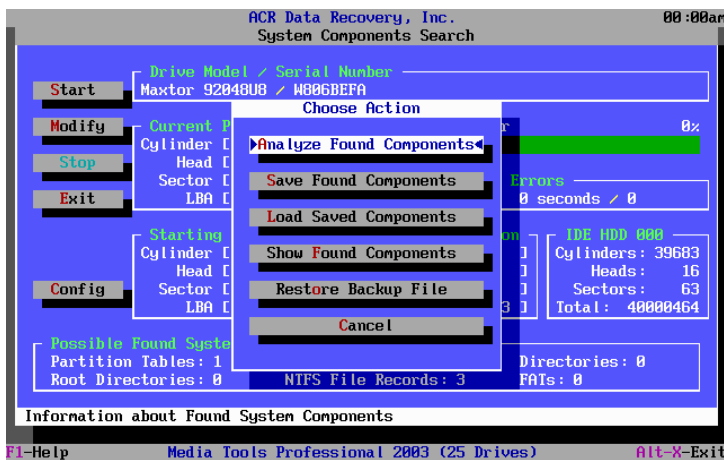 ACR Data Recovery, Inc. 00:00am
System Components Search
Drive Model / Serial Number
Start Maxtor 92048U8 / W806BEFA
Choose Action
Modify Current P r 0%
Cylinder [ Analyze Found Components
Stop Head [
Sector [ Save Found Components Errors
Exit LBA [ 0 seconds / 0
Load Saved Components
Starting on IDE HDD 000
Cylinder [ Show Found Components ] Cylinders: 39683
Head [ ] Heads: 16
Config Sector [ Restore Backup File ] Sectors: 63
LBA [ 3 ] Total: 40000464
Cancel
Possible Found Syste
Partition Tables: 1 Directories: 0
Root Directories: 0 NTFS File Records: 3 FATs: 0
Information about Found System Components
F1-Help Media Tools Professional 2003 (25 Drives) Alt-X-Exit